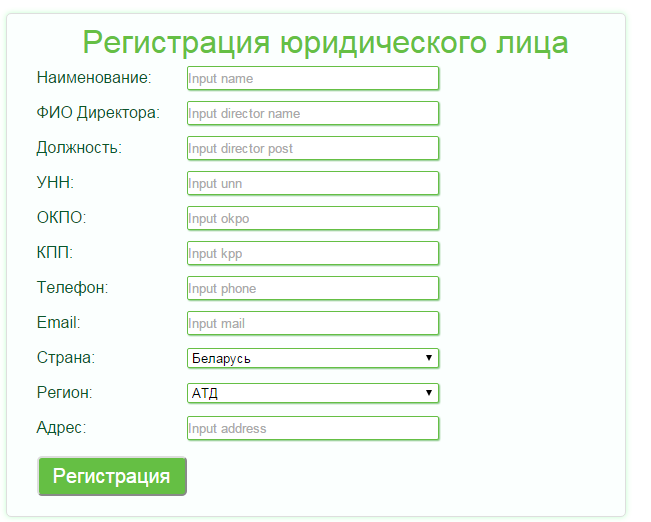 Регистрация юридического лица
Наименование: Input name
ФИО Директора: Input director name
Должность: Input director post
УНН: Input unn
ОКПО: Input okpo
КПП: Input kpp
Телефон: Input phone
Email: Input mail
Страна: Беларусь
Регион: АТД
Адрес: Input address
Регистрация